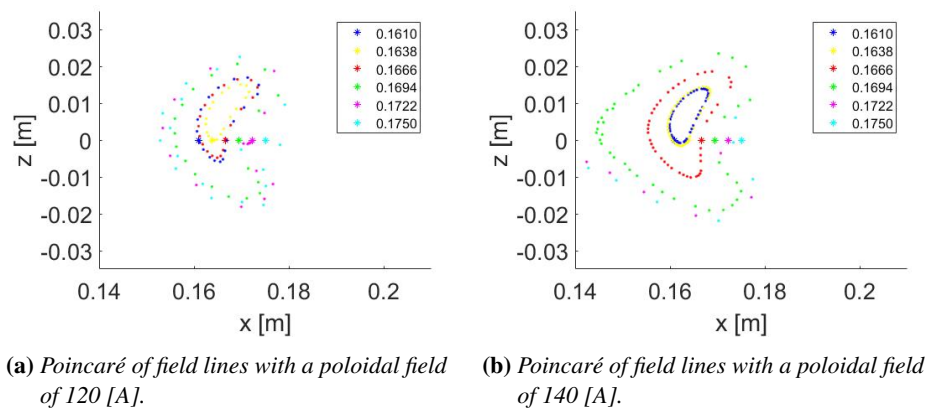 0.03
0.02
0.01
0
-0.01
-0.02
-0.03
z [m]
0.14 0.16 0.18 0.2
x [m]
0.1610
0.1638
0.1666
0.1694
0.1722
0.1750
(a) Poincaré of field lines with a poloidal field
of 120 [A].
0.03
0.02
0.01
0
-0.01
-0.02
-0.03
z [m]
0.14 0.16 0.18 0.2
x [m]
0.1610
0.1638
0.1666
0.1694
0.1722
0.1750
(b) Poincaré of field lines with a poloidal field
of 140 [A].